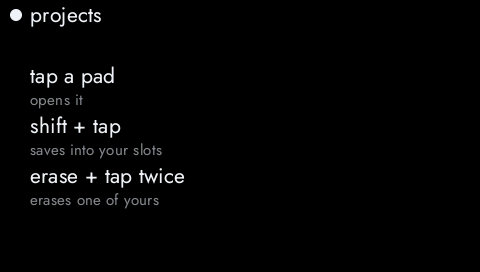 projects
tap a pad
opens it
shift + tap
saves into your slots
erase + tap twice
erases one of yours